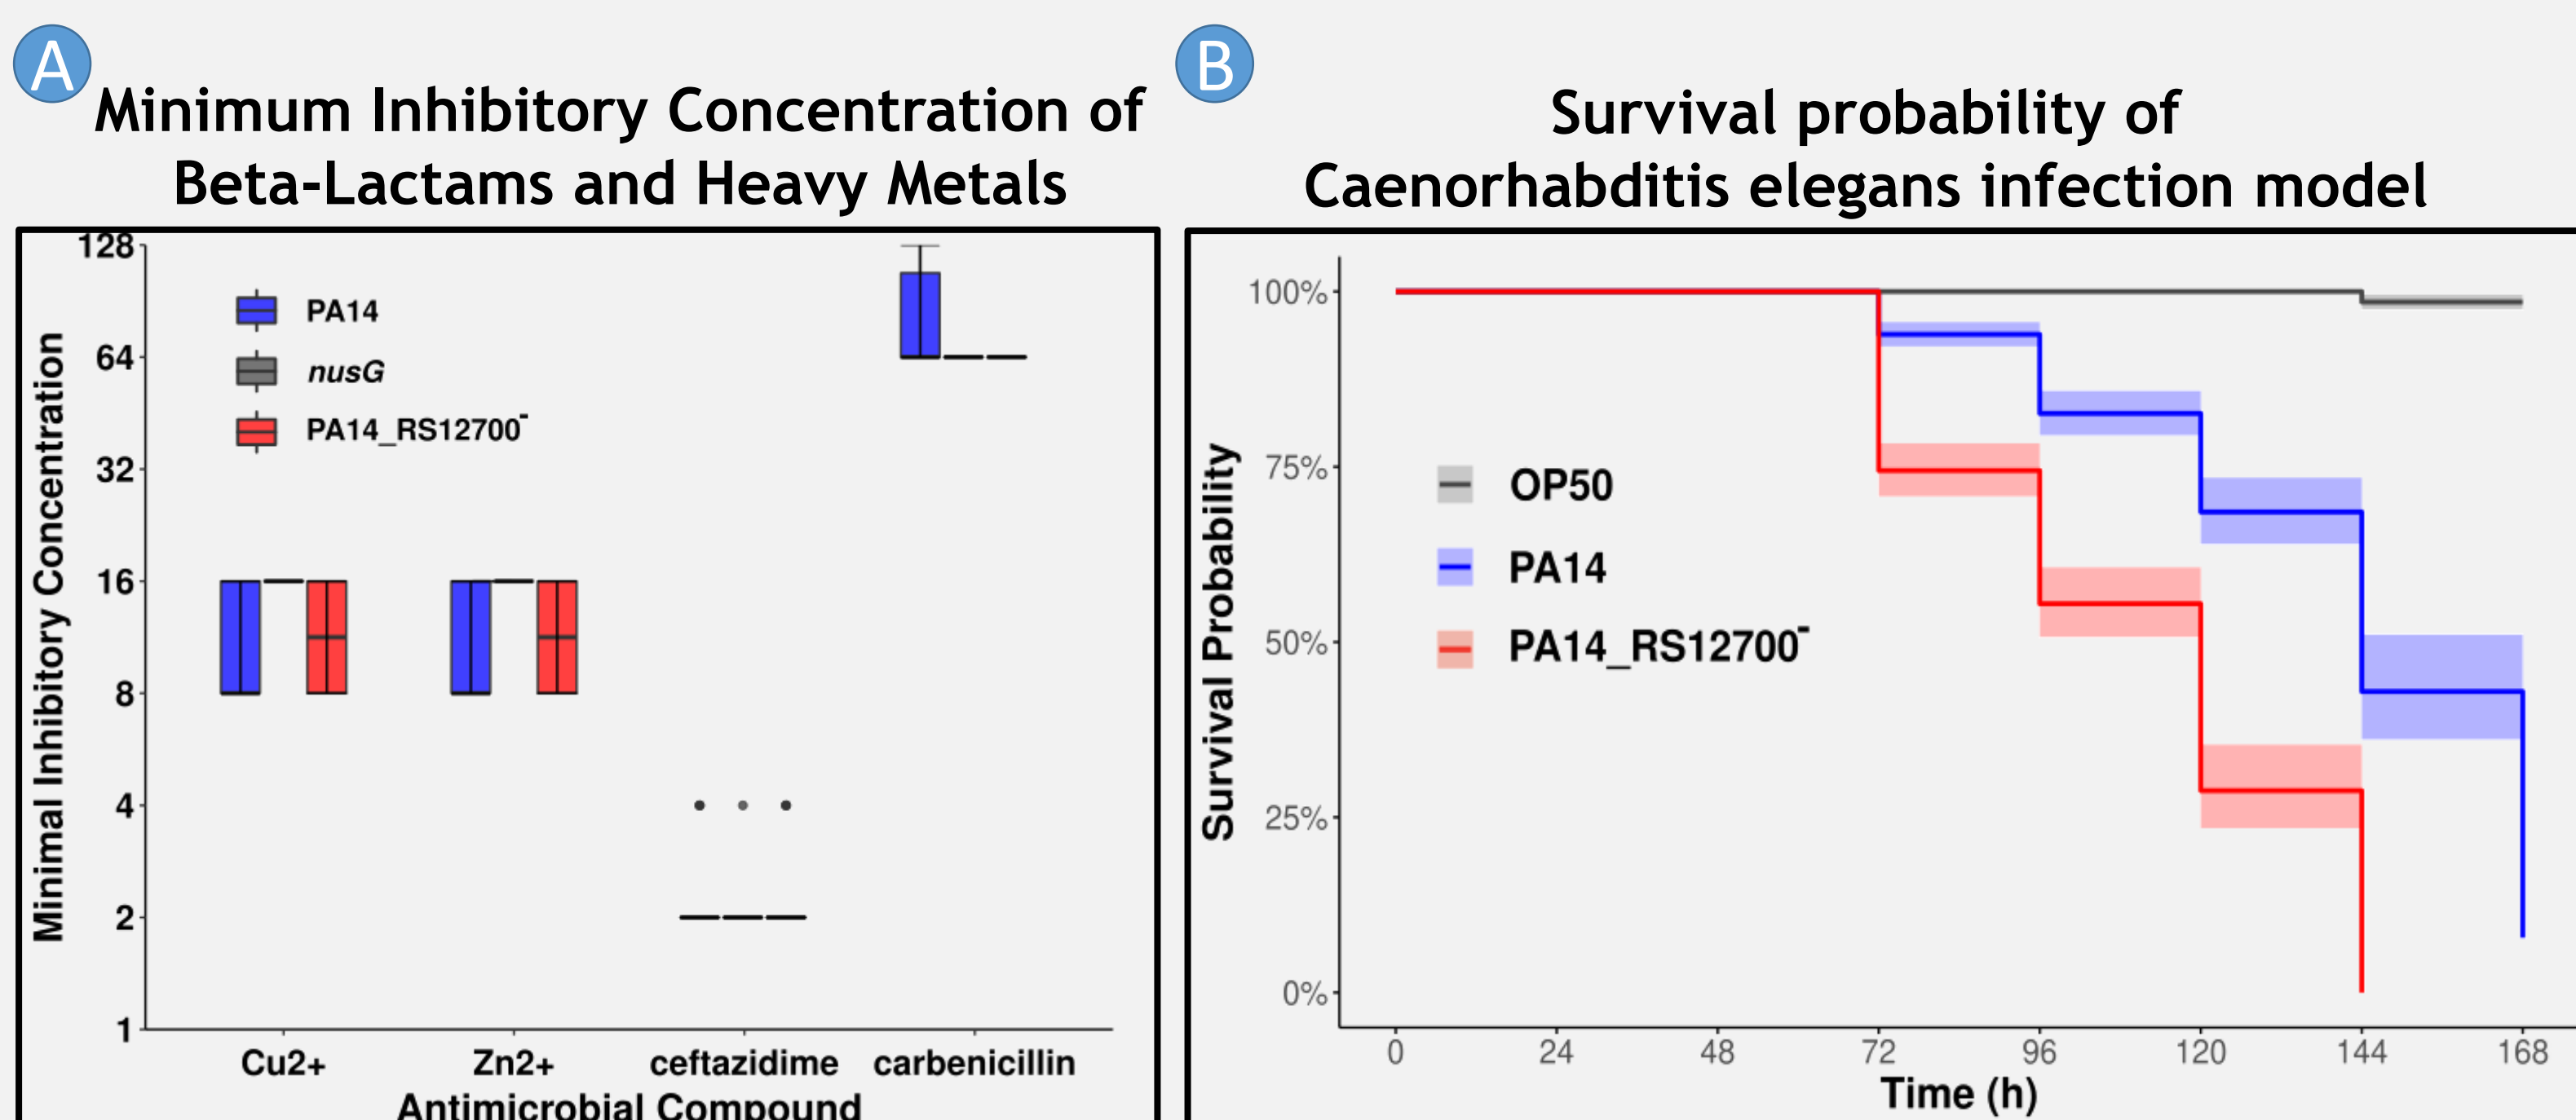 A
Minimum Inhibitory Concentration of
Beta-Lactams and Heavy Metals
Minimal Inhibitory Concentration
128
64
32
16
8
4
2
1
PA14
nusG
PA14_RS12700-
Cu2+ Zn2+ ceftazidime carbenicillin
Antimicrobial Compound
B
Survival probability of
Caenorhabditis elegans infection model
Survival Probability
100%
75%
50%
25%
0%
OP50
PA14
PA14_RS12700-
0 24 48 72 96 120 144 168
Time (h)